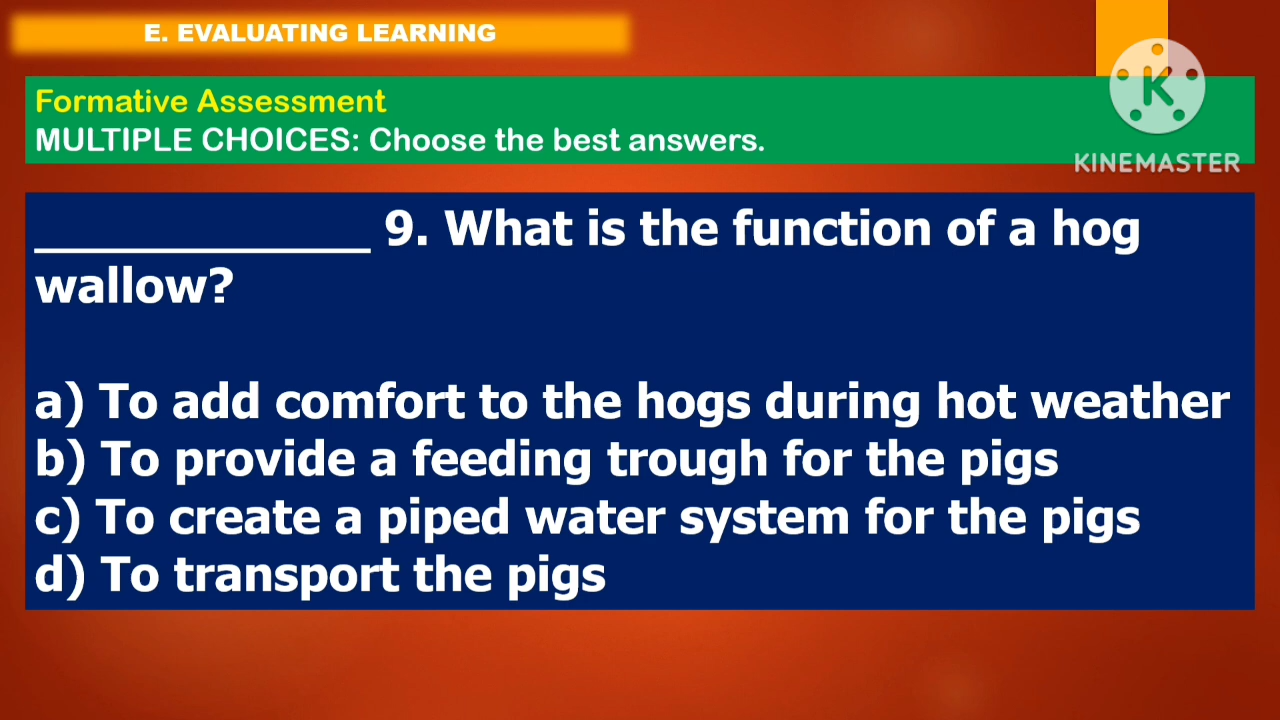 E. EVALUATING LEARNING
Formative Assessment
MULTIPLE CHOICES: Choose the best answers.
K
KINEMASTER
______________ 9. What is the function of a hog
wallow?
a) To add comfort to the hogs during hot weather
b) To provide a feeding trough for the pigs
c) To create a piped water system for the pigs
d) To transport the pigs